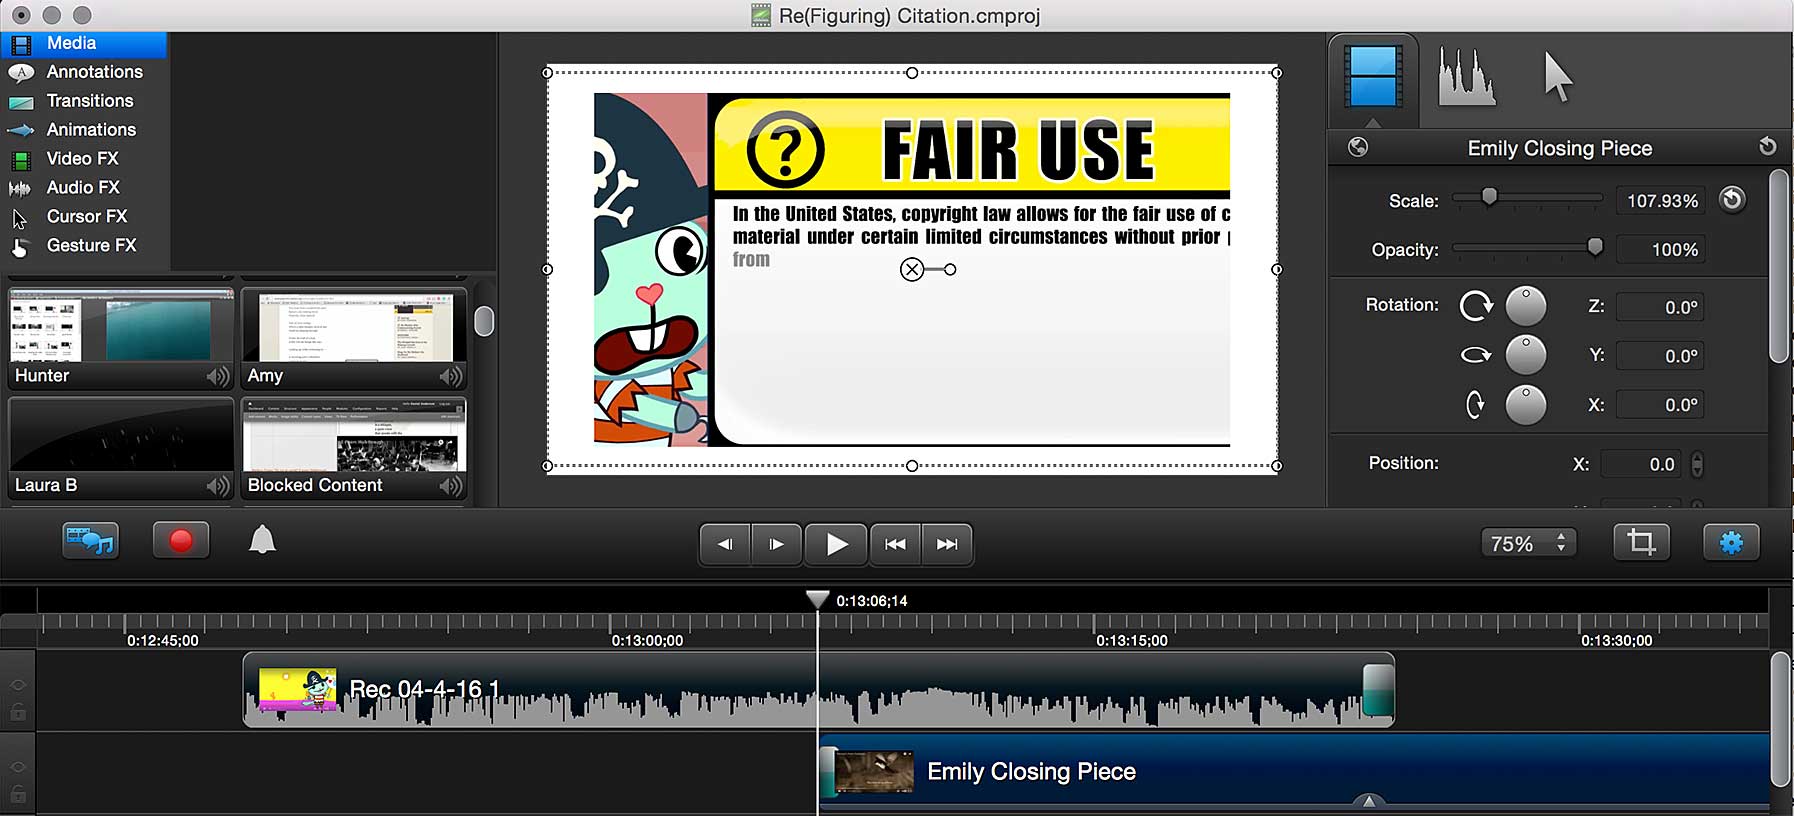 Re(Figuring) Citation.cmproj
Media
Annotations
Transitions
Animations
Video FX
Audio FX
Cursor FX
Gesture FX
Hunter
Amy
Laura B
Blocked Content
FAIR USE
In the United States, copyright law allows for the fair use of c
material under certain limited circumstances without prior
from
Emily Closing Piece
Scale: 107.93%
Opacity: 100%
Rotation: Z: 0.0º
Y: 0.0º
X: 0.0º
Position: X: 0.0
75%
0:13:06;14
0:12:45;00 0:13:00;00 0:13:15;00 0:13:30;00
Rec 04-4-16 1
Emily Closing Piece